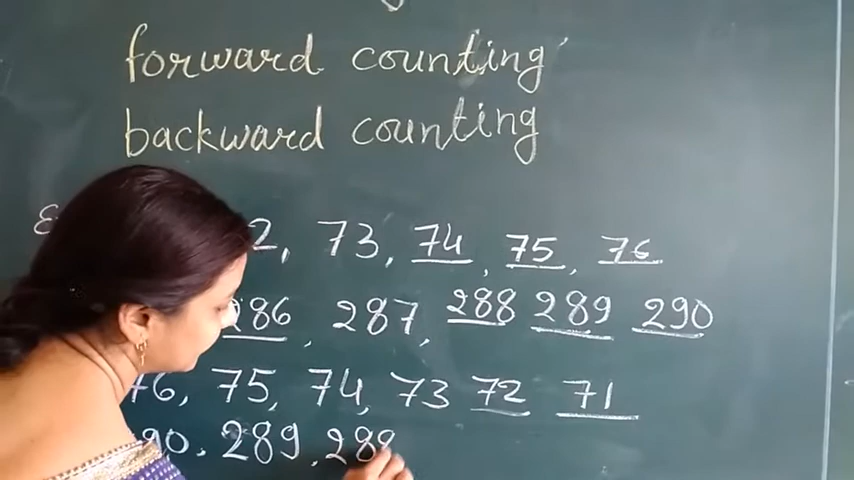 forward counting
backward counting
2, 73, 74, 75, 76
286, 287, 288 289 290
76, 75, 74, 73 72 71
90, 289, 288